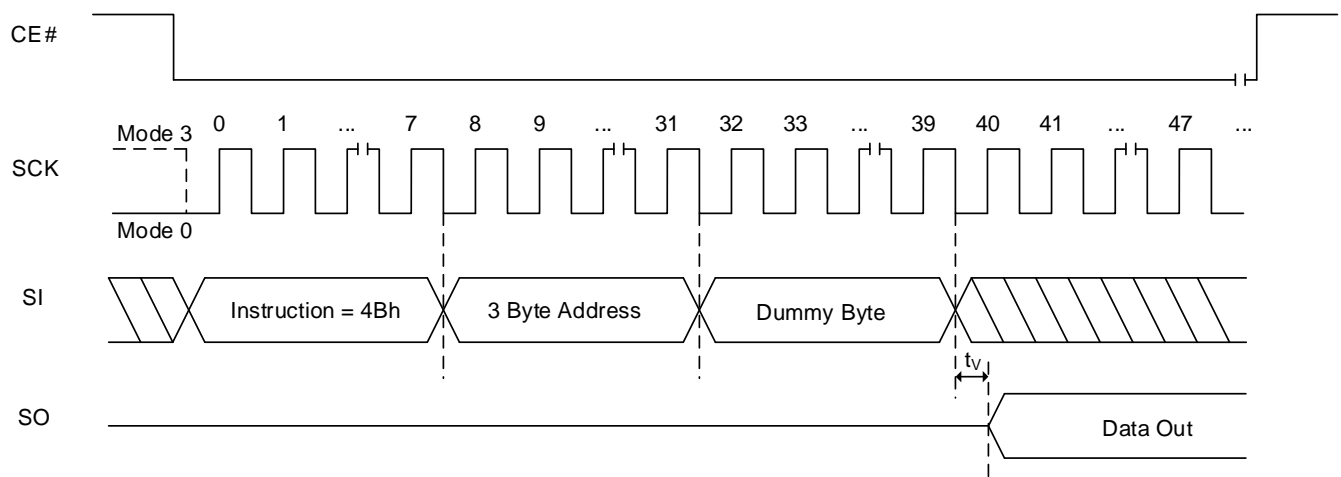 CE#
Mode 3
0 1 ... 7 8 9 ... 31 32 33 ... 39 40 41 ... 47 ...
SCK
Mode 0
SI
Instruction = 4Bh
3 Byte Address
Dummy Byte
tV
SO
Data Out